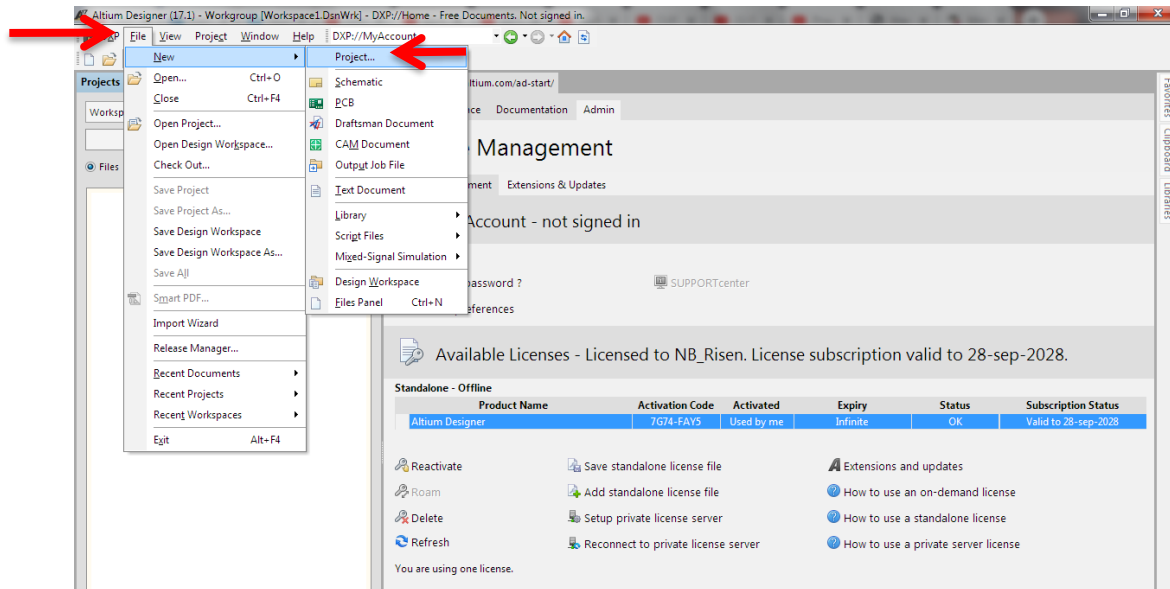 Altium Designer (17.1) - Workgroup [Workspace1.DsnWrk] - DXP://Home - Free Documents. Not signed in.
XP File View Project Window Help DXP://MyAccount
New
Open... Ctrl+O
Close Ctrl+F4
Open Project...
Open Design Workspace...
Check Out...
Save Project
Save Project As...
Save Design Workspace
Save Design Workspace As...
Save All
Smart PDF...
Import Wizard
Release Manager...
Recent Documents
Recent Projects
Recent Workspaces
Exit Alt+F4
Project...
Schematic
PCB
Draftsman Document
CAM Document
Output Job File
Text Document
Library
Script Files
Mixed-Signal Simulation
Design Workspace
Files Panel Ctrl+N
Projects
Worksp
Files
ltium.com/ad-start/
ce Documentation Admin
Management
ment Extensions & Updates
Account - not signed in
password ? SUPPORTcenter
eferences
Available Licenses - Licensed to NB_Risen. License subscription valid to 28-sep-2028.
Standalone - Offline
Product Name Activation Code Activated Expiry Status Subscription Status
Altium Designer 7G74-FAY5 Used by me Infinite OK Valid to 28-sep-2028
Reactivate Save standalone license file Extensions and updates
Roam Add standalone license file How to use an on-demand license
Delete Setup private license server How to use a standalone license
Refresh Reconnect to private license server How to use a private server license
You are using one license.
Favorites
Clipboard
Libraries